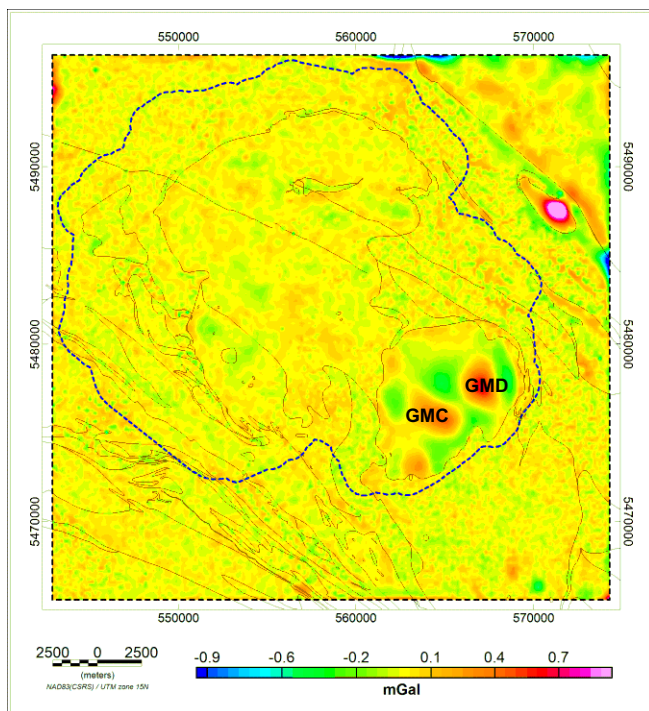 550000 560000 570000
5490000 5490000
5480000 5480000
GMD
GMC
5470000 5470000
550000 560000 570000
2500 0 2500
(meters)
NAD83(CSRS) / UTM zone 15N
-0.9 -0.6 -0.2 0.1 0.4 0.7
mGal